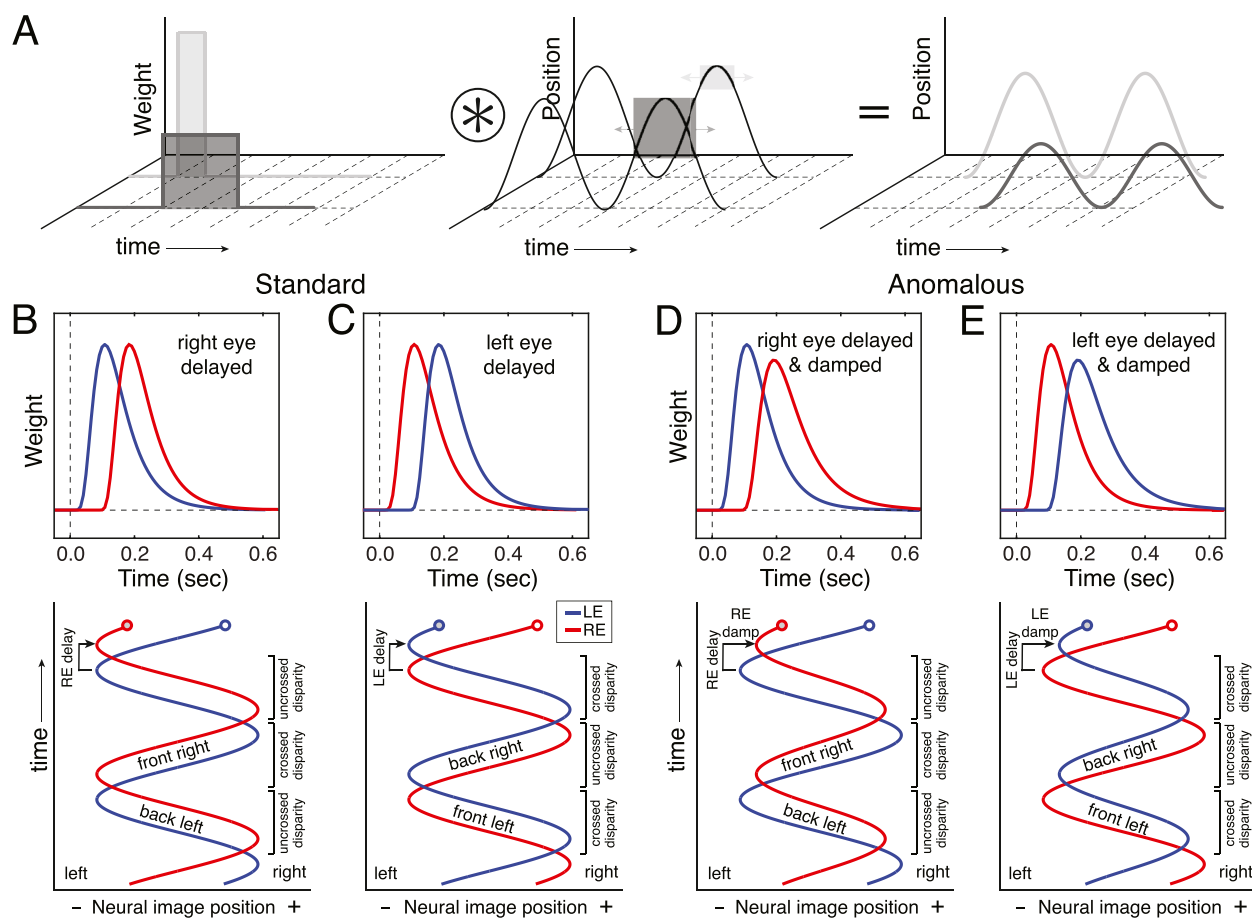 A
Weight
time
Position
time
=
Position
time
Standard
Anomalous
B
right eye
delayed
Weight
0.0
0.2
0.4
0.6
Time (sec)
C
left eye
delayed
0.0
0.2
0.4
0.6
Time (sec)
D
right eye delayed
& damped
Weight
0.0
0.2
0.4
0.6
Time (sec)
E
left eye delayed
& damped
0.0
0.2
0.4
0.6
Time (sec)
time
RE delay
uncrossed
disparity
front right
crossed
disparity
back left
uncrossed
disparity
left
right
– Neural image position +
LE
RE
LE delay
crossed
disparity
back right
uncrossed
disparity
front left
crossed
disparity
– Neural image position +
time
RE
damp
RE delay
uncrossed
disparity
front right
crossed
disparity
back left
uncrossed
disparity
left
right
– Neural image position +
LE
damp
LE delay
crossed
disparity
back right
uncrossed
disparity
front left
crossed
disparity
right
– Neural image position +